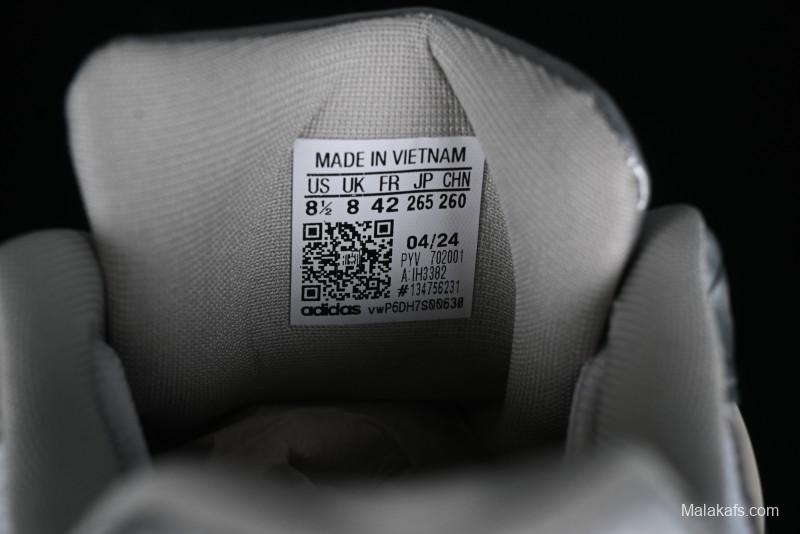 MADE IN VIETNAM
US UK FR JP CHN
8½ 8 42 265 260
04/24
PYV 702001
A:IH3382
#134756231
adidas vwP6DH7S00630
Malakafs.com